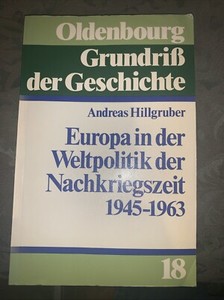 Oldenbourg
Grundriß
der Geschichte
Andreas Hillgruber
Europa in der
Weltpolitik der
Nachkriegszeit
1945-1963
18/